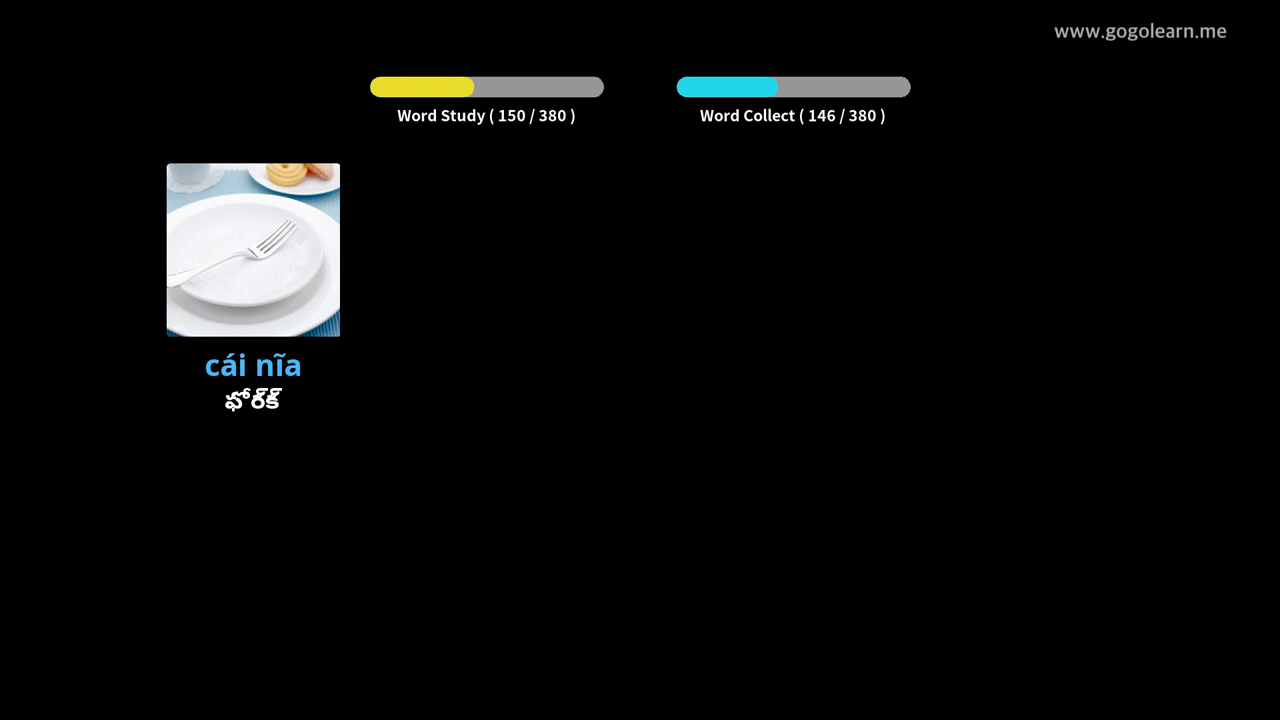 www.gogolearn.me
Word Study ( 150 / 380 )
Word Collect ( 146 / 380 )
cái nĩa
ఫోర్క్